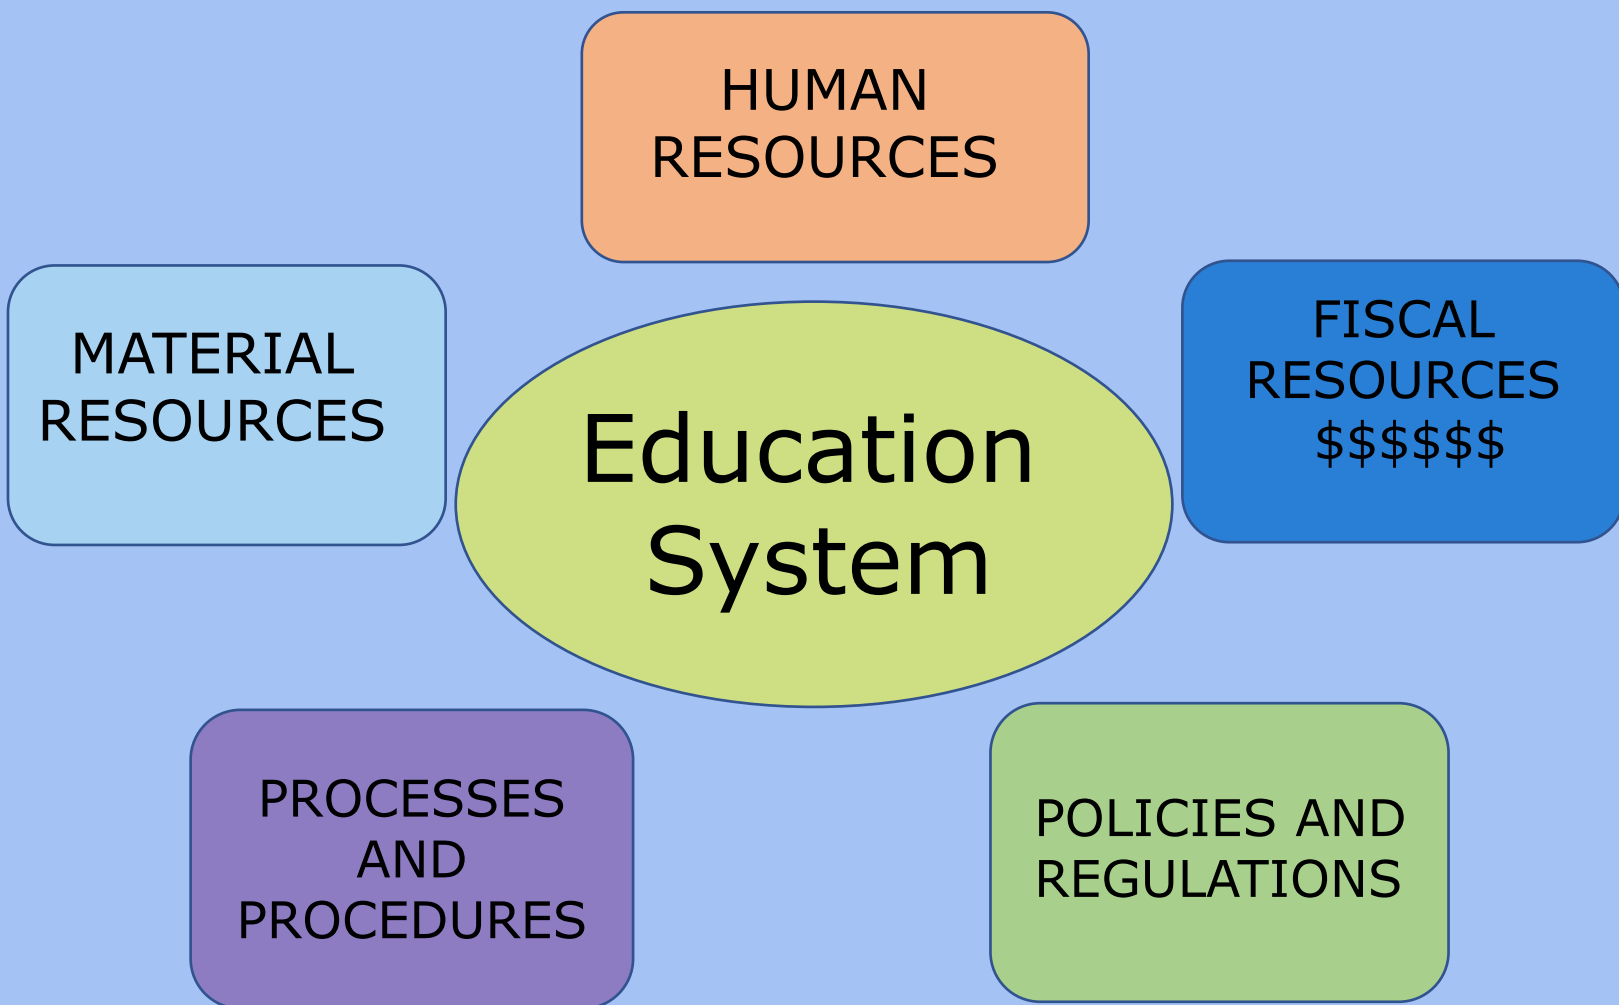 HUMAN
RESOURCES
MATERIAL
RESOURCES
FISCAL
RESOURCES
$$$$$$
Education
System
PROCESSES
AND
PROCEDURES
POLICIES AND
REGULATIONS